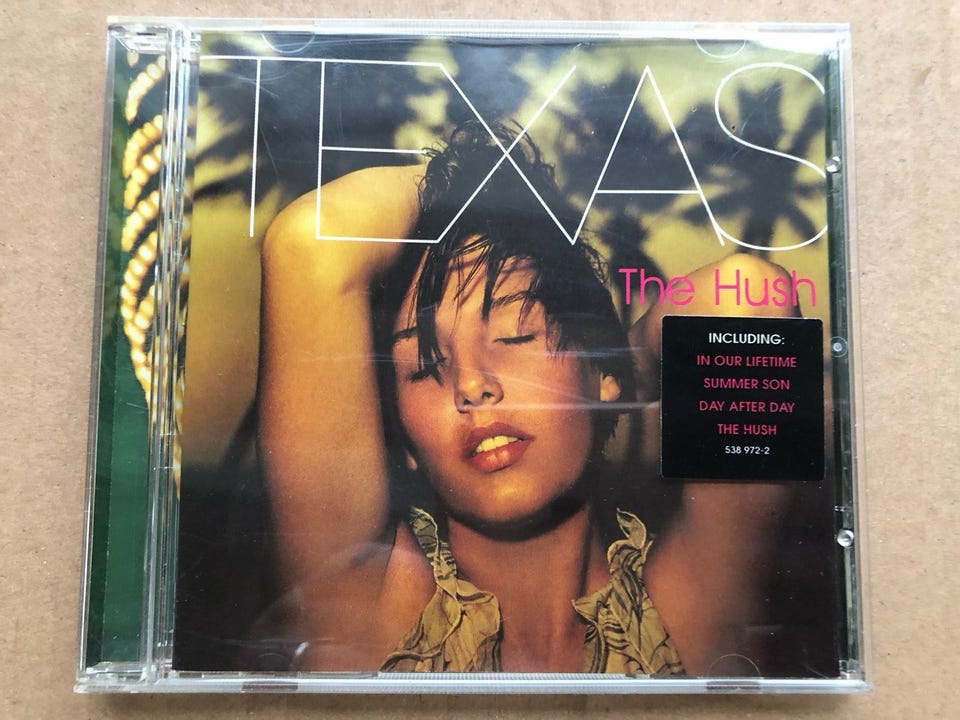 TEXAS
The Hush
INCLUDING:
IN OUR LIFETIME
SUMMER SON
DAY AFTER DAY
THE HUSH
538 972-2